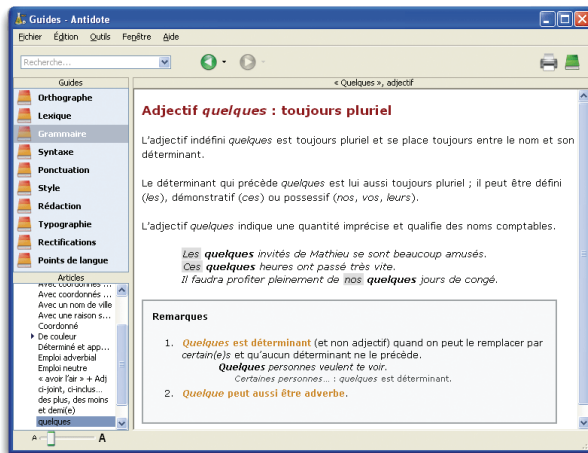 Guides - Antidote
Fichier Édition Outils Fenêtre Aide
Recherche...
Guides
« Quelques », adjectif
Orthographe
Lexique
Grammaire
Syntaxe
Ponctuation
Style
Rédaction
Typographie
Rectifications
Points de langue
Articles
Avec coordonnés ...
Avec coordonnés ...
Avec un nom de ville
Avec une raison s...
Coordonné
De couleur
Déterminé et app...
Emploi adverbial
Emploi neutre
« avoir l'air » + Adj
ci-joint, ci-inclus...
des plus, des moins
et demi(e)
quelques
A A
Adjectif quelques : toujours pluriel
L'adjectif indéfini quelques est toujours pluriel et se place toujours entre le nom et son
déterminant.
Le déterminant qui précède quelques est lui aussi toujours pluriel ; il peut être défini
(les), démonstratif (ces) ou possessif (nos, vos, leurs).
L'adjectif quelques indique une quantité imprécise et qualifie des noms comptables.
Les quelques invités de Mathieu se sont beaucoup amusés.
Ces quelques heures ont passé très vite.
Il faudra profiter pleinement de nos quelques jours de congé.
Remarques
1. Quelques est déterminant (et non adjectif) quand on peut le remplacer par
certain(e)s et qu'aucun déterminant ne le précède.
Quelques personnes veulent te voir.
Certaines personnes... : quelques est déterminant.
2. Quelque peut aussi être adverbe.